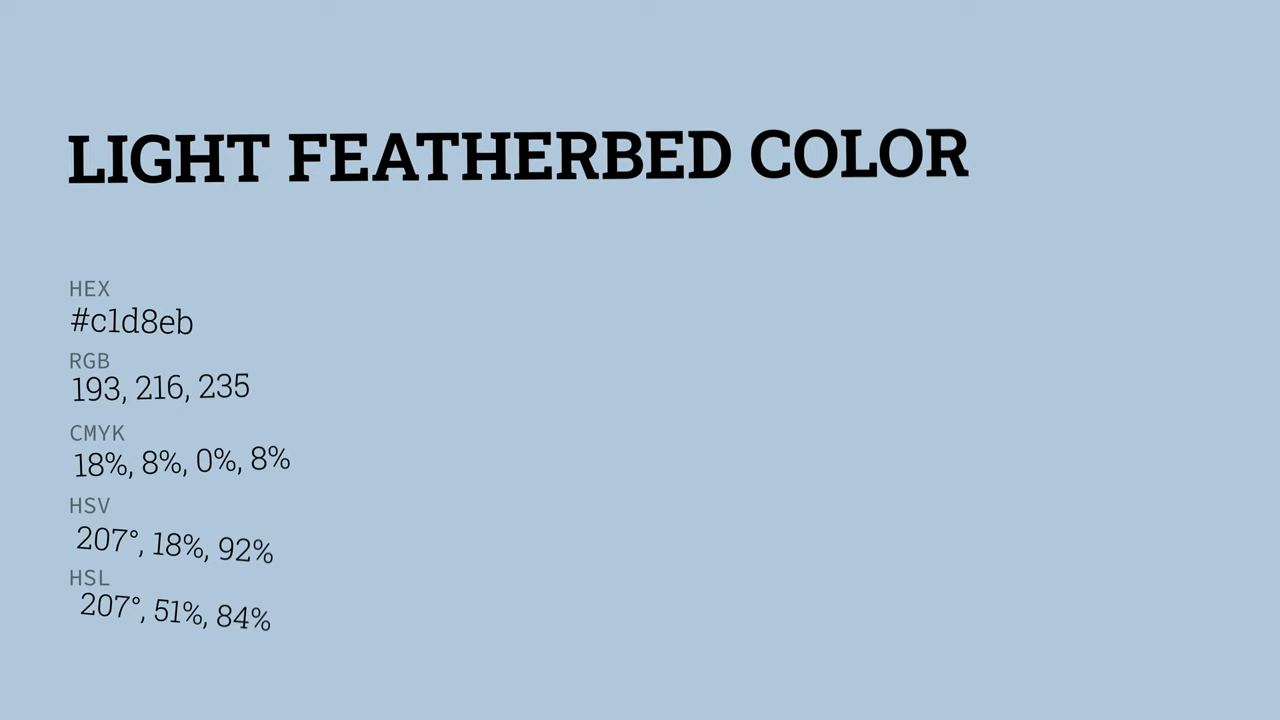 LIGHT FEATHERBED COLOR
HEX
#c1d8eb
RGB
193, 216, 235
CMYK
18%, 8%, 0%, 8%
HSV
207°, 18%, 92%
HSL
207°, 51%, 84%